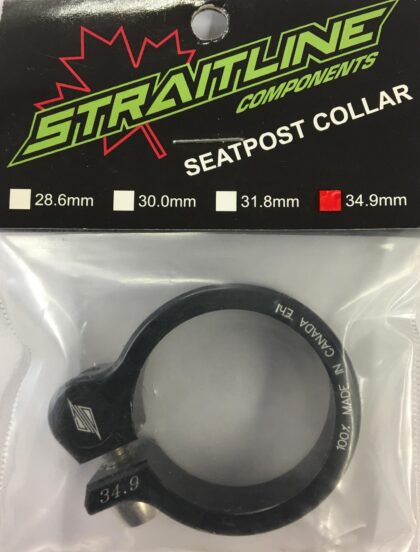 STRAITLINE
COMPONENTS
SEATPOST COLLAR
28.6mm 30.0mm 31.8mm 34.9mm
100% MADE IN CANADA Eh!
34.9